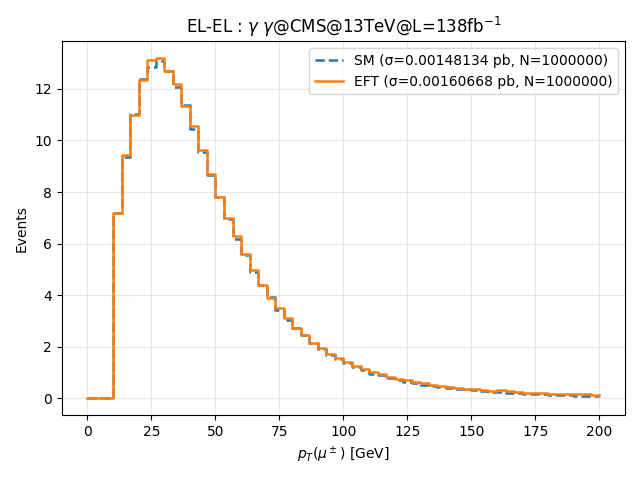 EL-EL : γ γ@CMS@13TeV@L=138fb⁻¹
SM (σ=0.00148134 pb, N=1000000)
EFT (σ=0.00160668 pb, N=1000000)
Events
12
10
8
6
4
2
0
0 25 50 75 100 125 150 175 200
p_T(μ^±) [GeV]